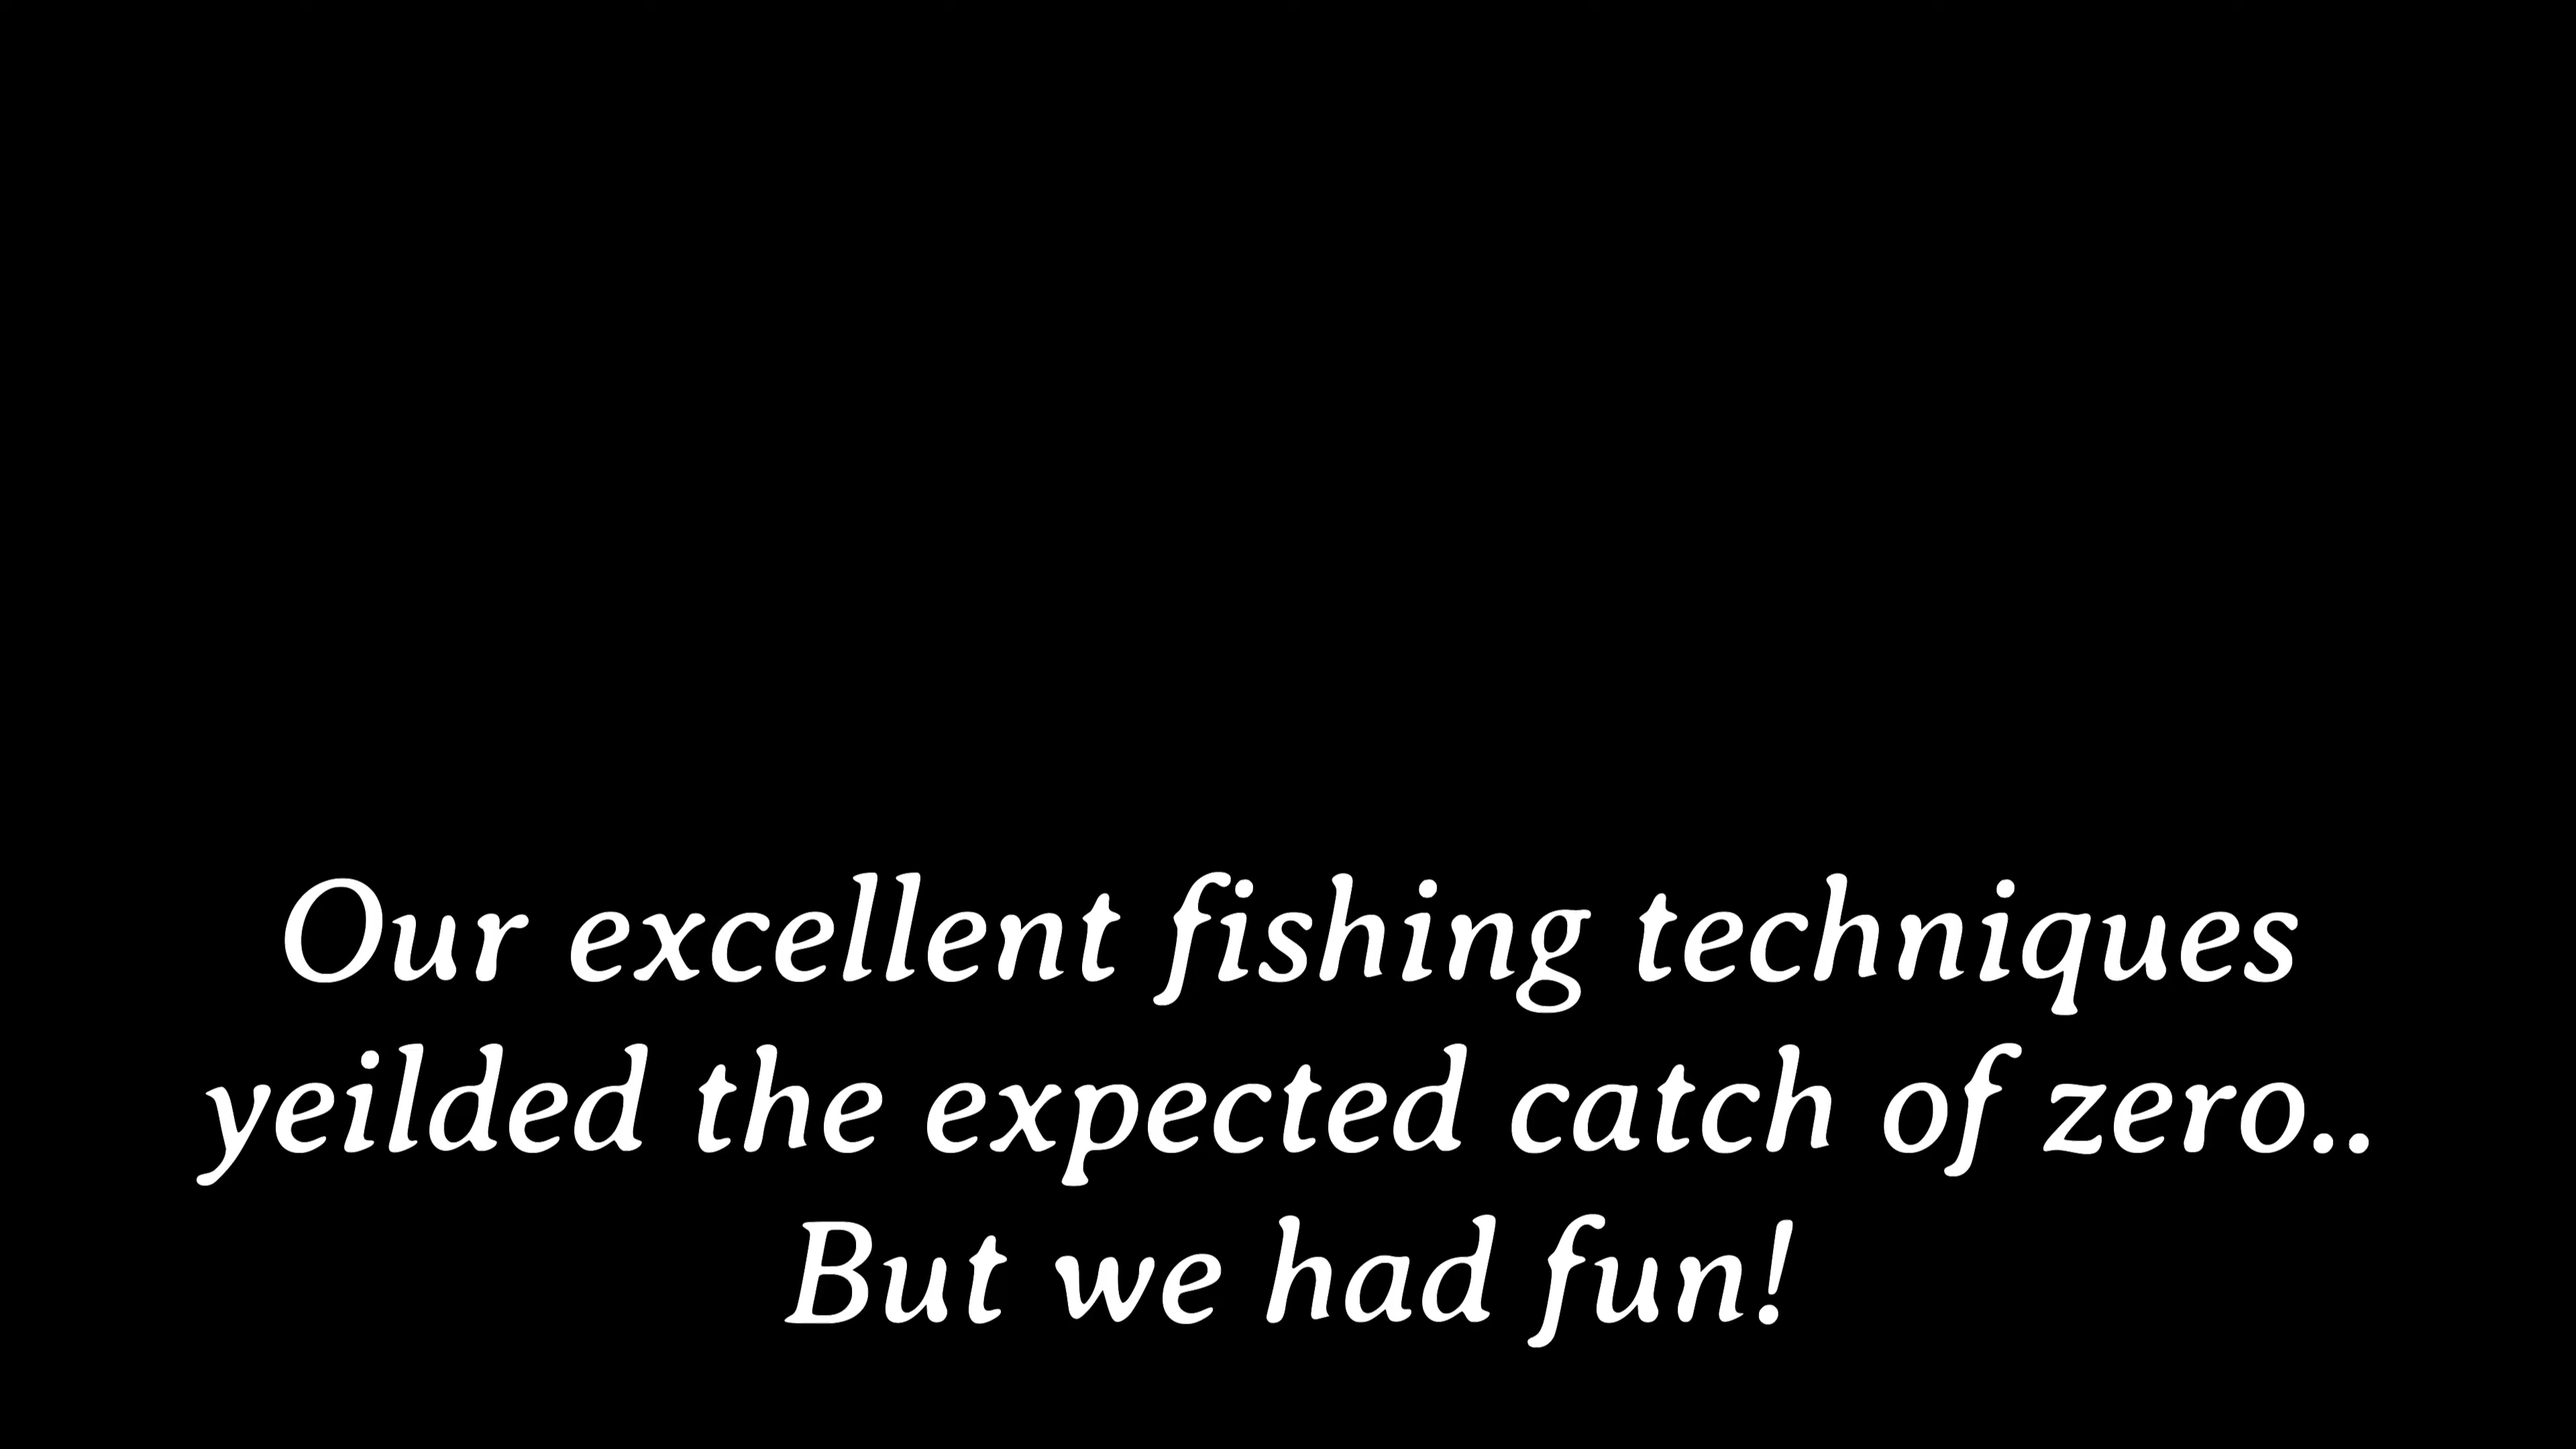 Our excellent fishing techniques
yeilded the expected catch of zero..
But we had fun!